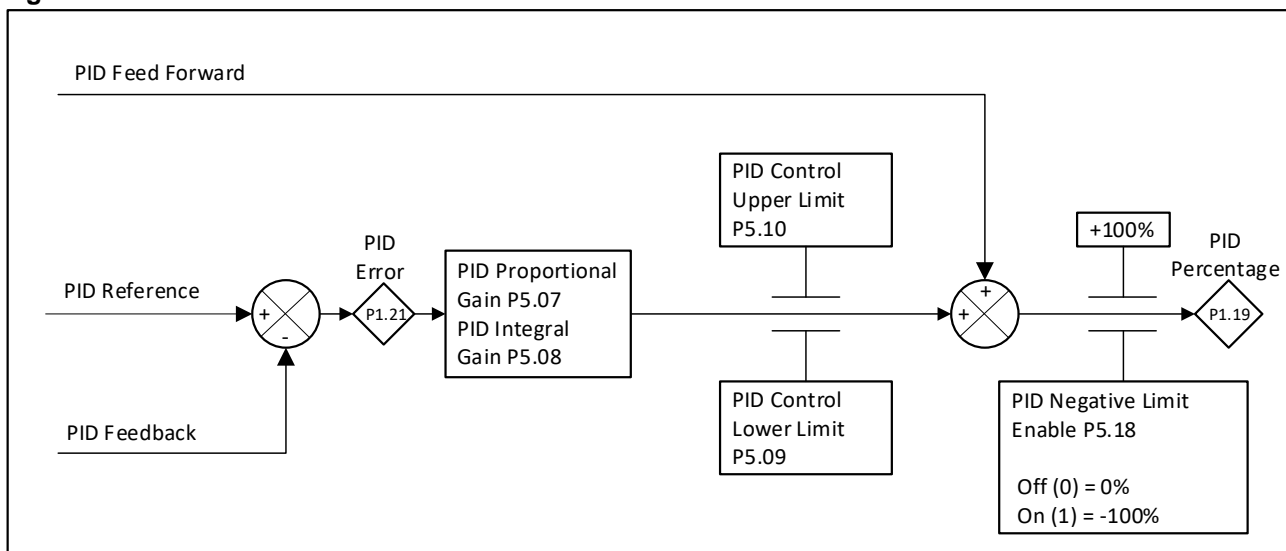 PID Feed Forward
PID Control
Upper Limit
P5.10
+100%
PID
Percentage
PID
Error
PID Reference
+
-
P1.21
PID Proportional
Gain P5.07
PID Integral
Gain P5.08
+
+
P1.19
PID Feedback
PID Control
Lower Limit
P5.09
PID Negative Limit
Enable P5.18
Off (0) = 0%
On (1) = -100%